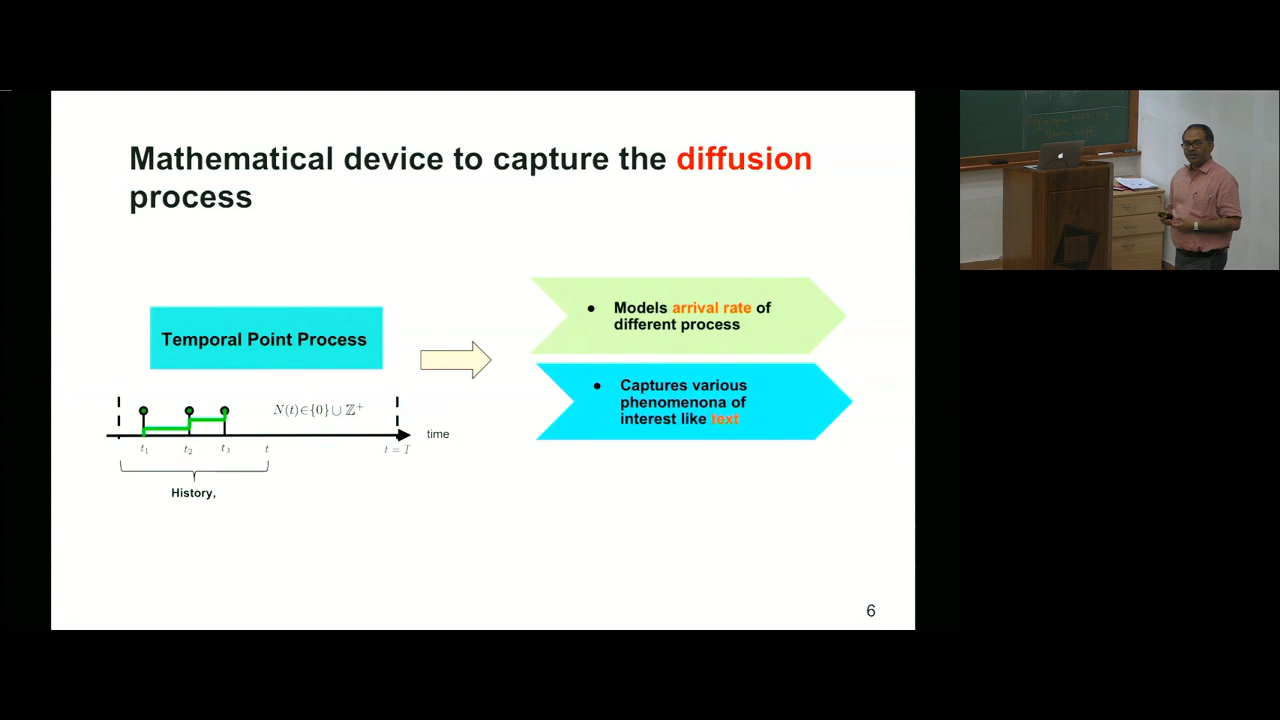 Mathematical device to capture the diffusion
process
Temporal Point Process
N(t)∈{0}∪ℤ⁺
time
t₁ t₂ t₃ t t = T
History,
● Models arrival rate of
different process
● Captures various
phenomenona of
interest like text
6